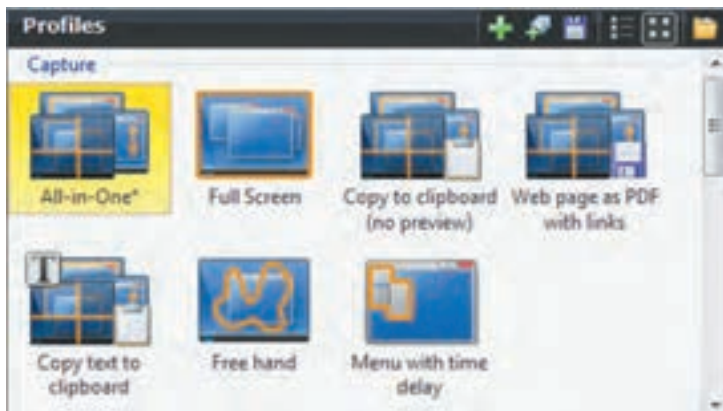 Profiles
Capture
All-in-One*
Full Screen
Copy to clipboard
(no preview)
Web page as PDF
with links
T
Copy text to
clipboard
Free hand
Menu with time
delay